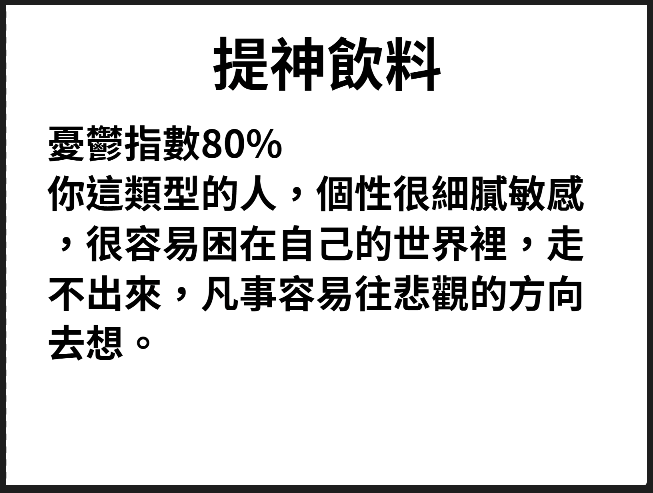 提神飲料
憂鬱指數80%
你這類型的人，個性很細膩敏感
，很容易困在自己的世界裡，走
不出來，凡事容易往悲觀的方向
去想。